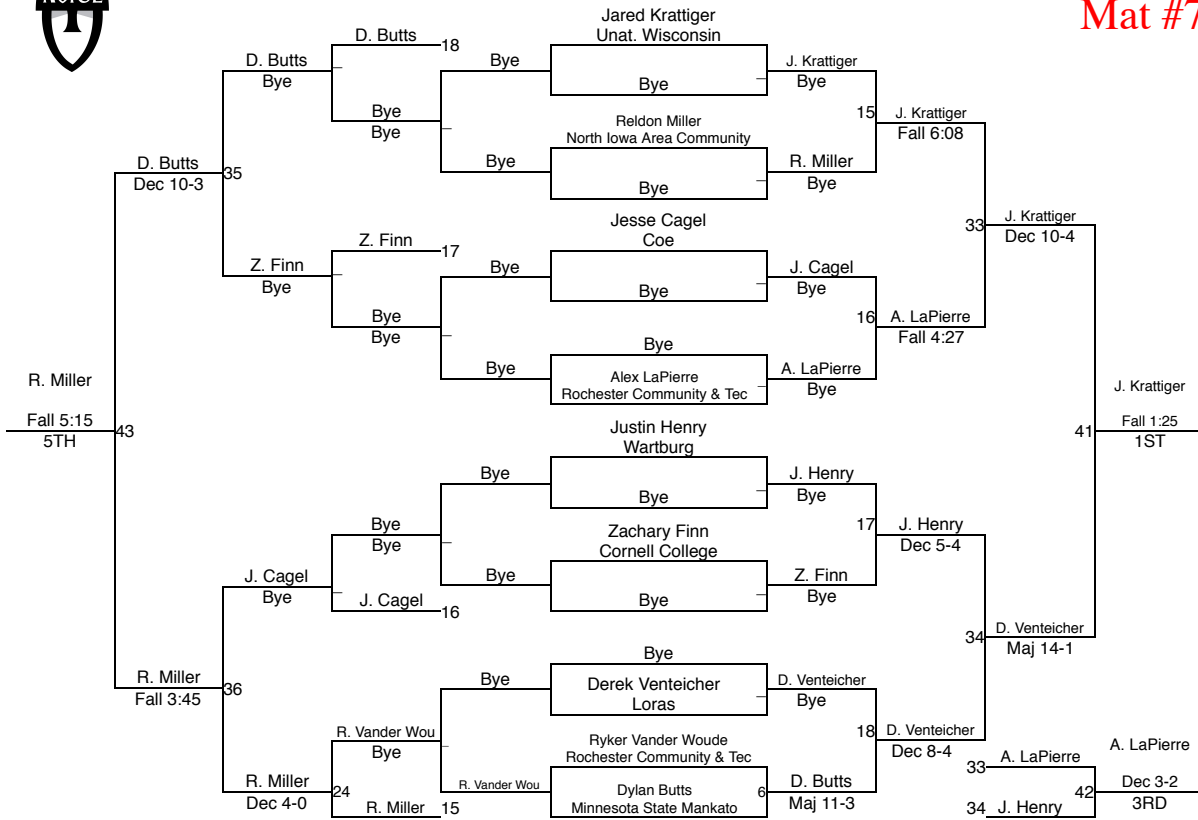 Mat #7
Jared Krattiger
Unat. Wisconsin
D. Butts
18
D. Butts
Bye
Bye
J. Krattiger
Bye
Bye
Bye
Bye
15
J. Krattiger
Fall 6:08
Reldon Miller
North Iowa Area Community
D. Butts
Dec 10-3
35
Bye
R. Miller
Bye
Bye
Jesse Cagel
Coe
33
J. Krattiger
Dec 10-4
Z. Finn
17
Z. Finn
Bye
Bye
J. Cagel
Bye
Bye
Bye
Bye
16
A. LaPierre
Fall 4:27
Bye
Bye
A. LaPierre
Bye
Alex LaPierre
Rochester Community & Tec
R. Miller
Fall 5:15
5TH
43
J. Krattiger
Fall 1:25
1ST
41
Justin Henry
Wartburg
Bye
J. Henry
Bye
Bye
Bye
Bye
17
J. Henry
Dec 5-4
Zachary Finn
Cornell College
J. Cagel
Bye
Bye
Z. Finn
Bye
Bye
J. Cagel
16
34
D. Venteicher
Maj 14-1
Bye
R. Miller
Fall 3:45
36
Bye
Derek Venteicher
Loras
D. Venteicher
Bye
R. Vander Wou
Bye
18
D. Venteicher
Dec 8-4
Ryker Vander Woude
Rochester Community & Tec
33
A. LaPierre
A. LaPierre
R. Miller
Dec 4-0
24
R. Vander Wou
Dylan Butts
Minnesota State Mankato
6
D. Butts
Maj 11-3
42
Dec 3-2
3RD
R. Miller
15
34
J. Henry